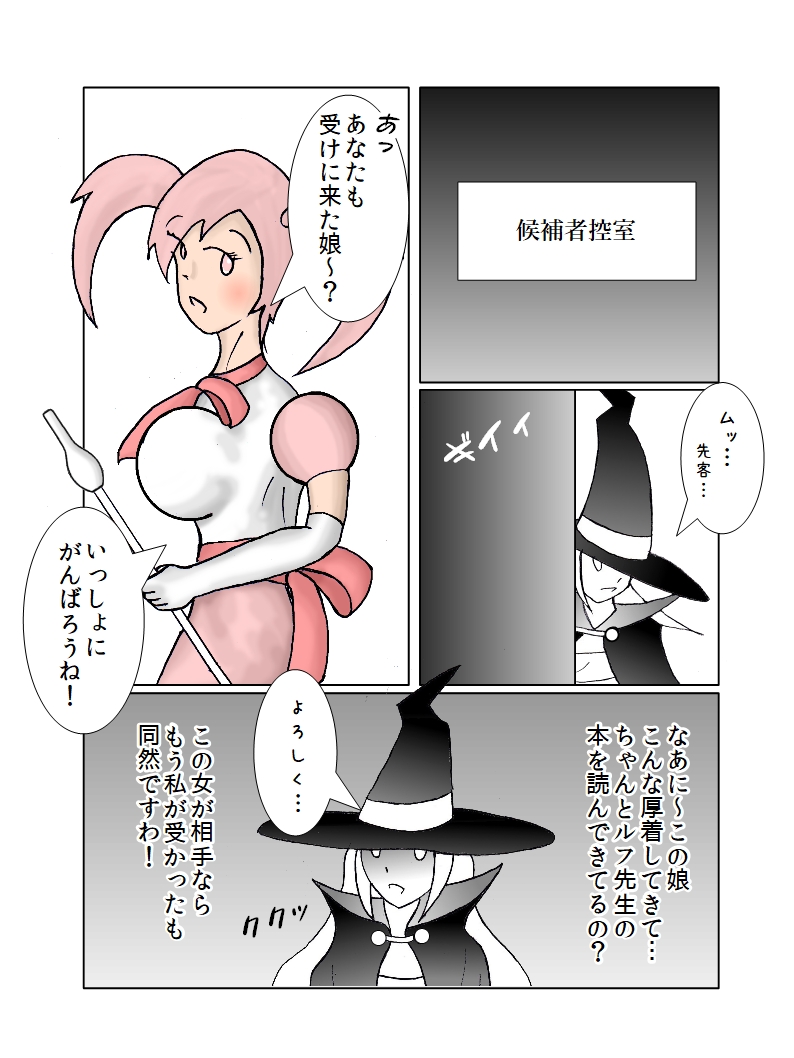 候補者控室
ムッ…
先客…
ギイィ
あっ
あなたも
受けに来た娘～？
いっしょに
がんばろうね！
なあに～この娘
こんな厚着してきて…
ちゃんとルフ先生の
本を読んできてるの？
よろしく…
ククッ
この女が相手なら
もう私が受かったも
同然ですわ！